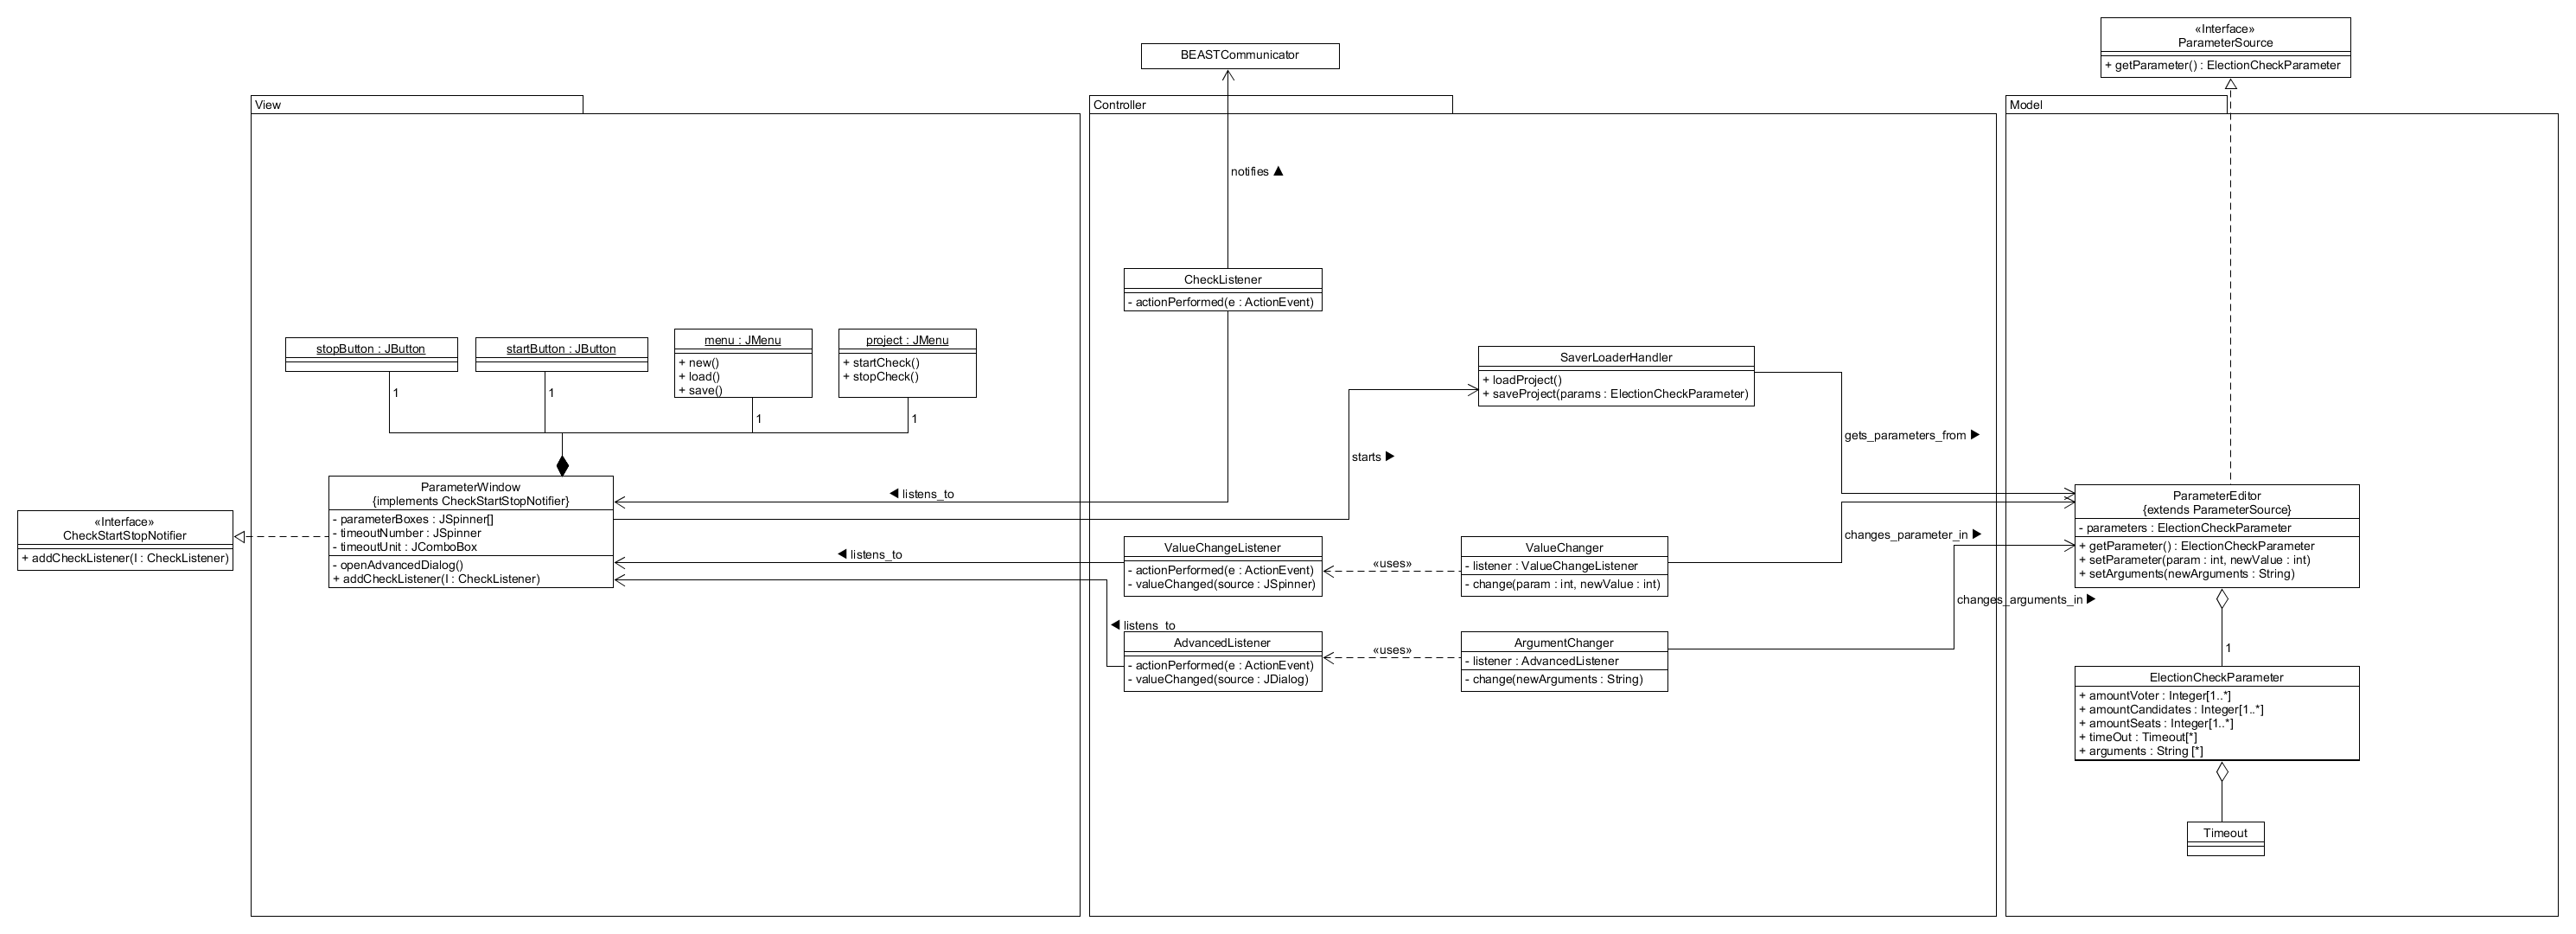 «Interface»
ParameterSource
+ getParameter() : ElectionCheckParameter
BEASTCommunicator
View
Controller
Model
notifies ▲
CheckListener
- actionPerformed(e : ActionEvent)
stopButton : JButton
startButton : JButton
menu : JMenu
+ new()
+ load()
+ save()
project : JMenu
+ startCheck()
+ stopCheck()
1
1
1
1
SaverLoaderHandler
+ loadProject()
+ saveProject(params : ElectionCheckParameter)
gets_parameters_from ▶
starts ▶
◀ listens_to
ParameterWindow
{implements CheckStartStopNotifier}
- parameterBoxes : JSpinner[]
- timeoutNumber : JSpinner
- timeoutUnit : JComboBox
- openAdvancedDialog()
+ addCheckListener(l : CheckListener)
«Interface»
CheckStartStopNotifier
+ addCheckListener(l : CheckListener)
◀ listens_to
ValueChangeListener
- actionPerformed(e : ActionEvent)
- valueChanged(source : JSpinner)
«uses»
ValueChanger
- listener : ValueChangeListener
- change(param : int, newValue : int)
changes_parameter_in ▶
ParameterEditor
{extends ParameterSource}
- parameters : ElectionCheckParameter
+ getParameter() : ElectionCheckParameter
+ setParameter(param : int, newValue : int)
+ setArguments(newArguments : String)
changes_arguments_in ▶
◀ listens_to
AdvancedListener
- actionPerformed(e : ActionEvent)
- valueChanged(source : JDialog)
«uses»
ArgumentChanger
- listener : AdvancedListener
- change(newArguments : String)
1
ElectionCheckParameter
+ amountVoter : Integer[1..*]
+ amountCandidates : Integer[1..*]
+ amountSeats : Integer[1..*]
+ timeOut : Timeout[*]
+ arguments : String [*]
Timeout